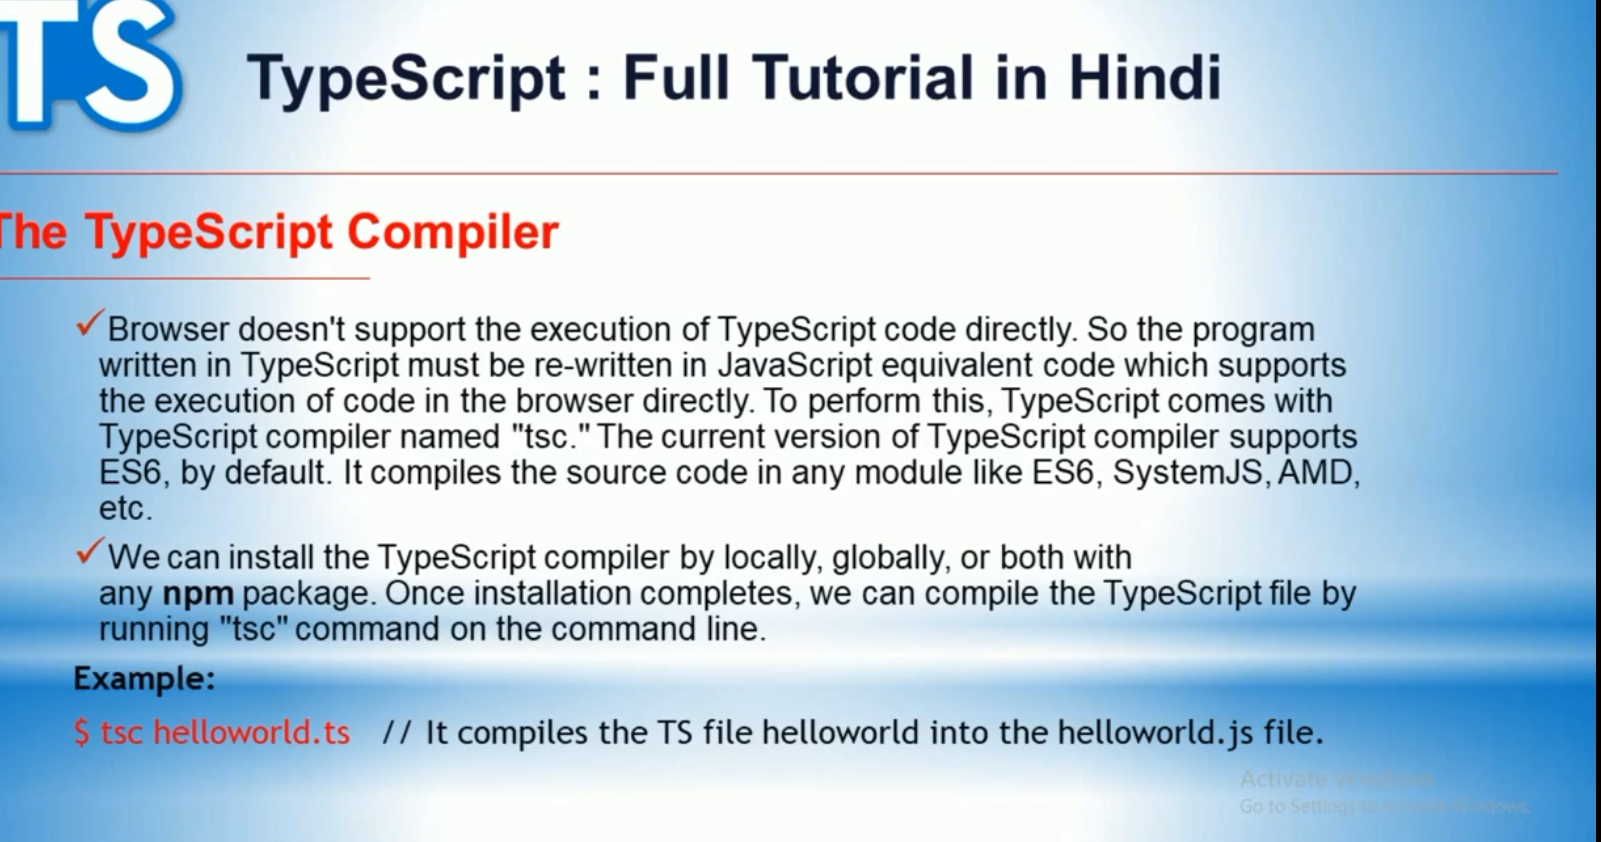 TS
TypeScript : Full Tutorial in Hindi
The TypeScript Compiler
✓Browser doesn't support the execution of TypeScript code directly. So the program
written in TypeScript must be re-written in JavaScript equivalent code which supports
the execution of code in the browser directly. To perform this, TypeScript comes with
TypeScript compiler named "tsc." The current version of TypeScript compiler supports
ES6, by default. It compiles the source code in any module like ES6, SystemJS, AMD,
etc.
✓We can install the TypeScript compiler by locally, globally, or both with
any npm package. Once installation completes, we can compile the TypeScript file by
running "tsc" command on the command line.
Example:
$ tsc helloworld.ts // It compiles the TS file helloworld into the helloworld.js file.
Activate Windows
Go to Settings to activate Windows.